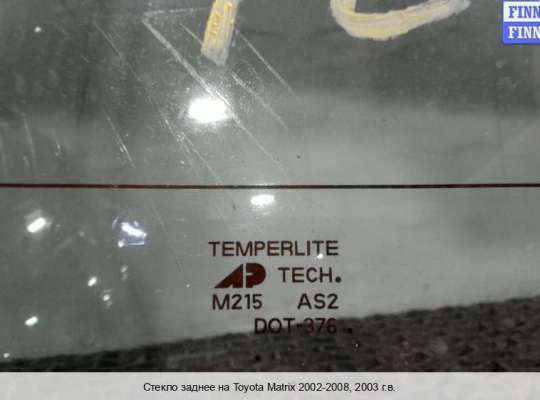 FINN
FINN
TEMPERLITE
AP TECH.
M215 AS2
DOT-376
Стекло заднее на Toyota Matrix 2002-2008, 2003 г.в.